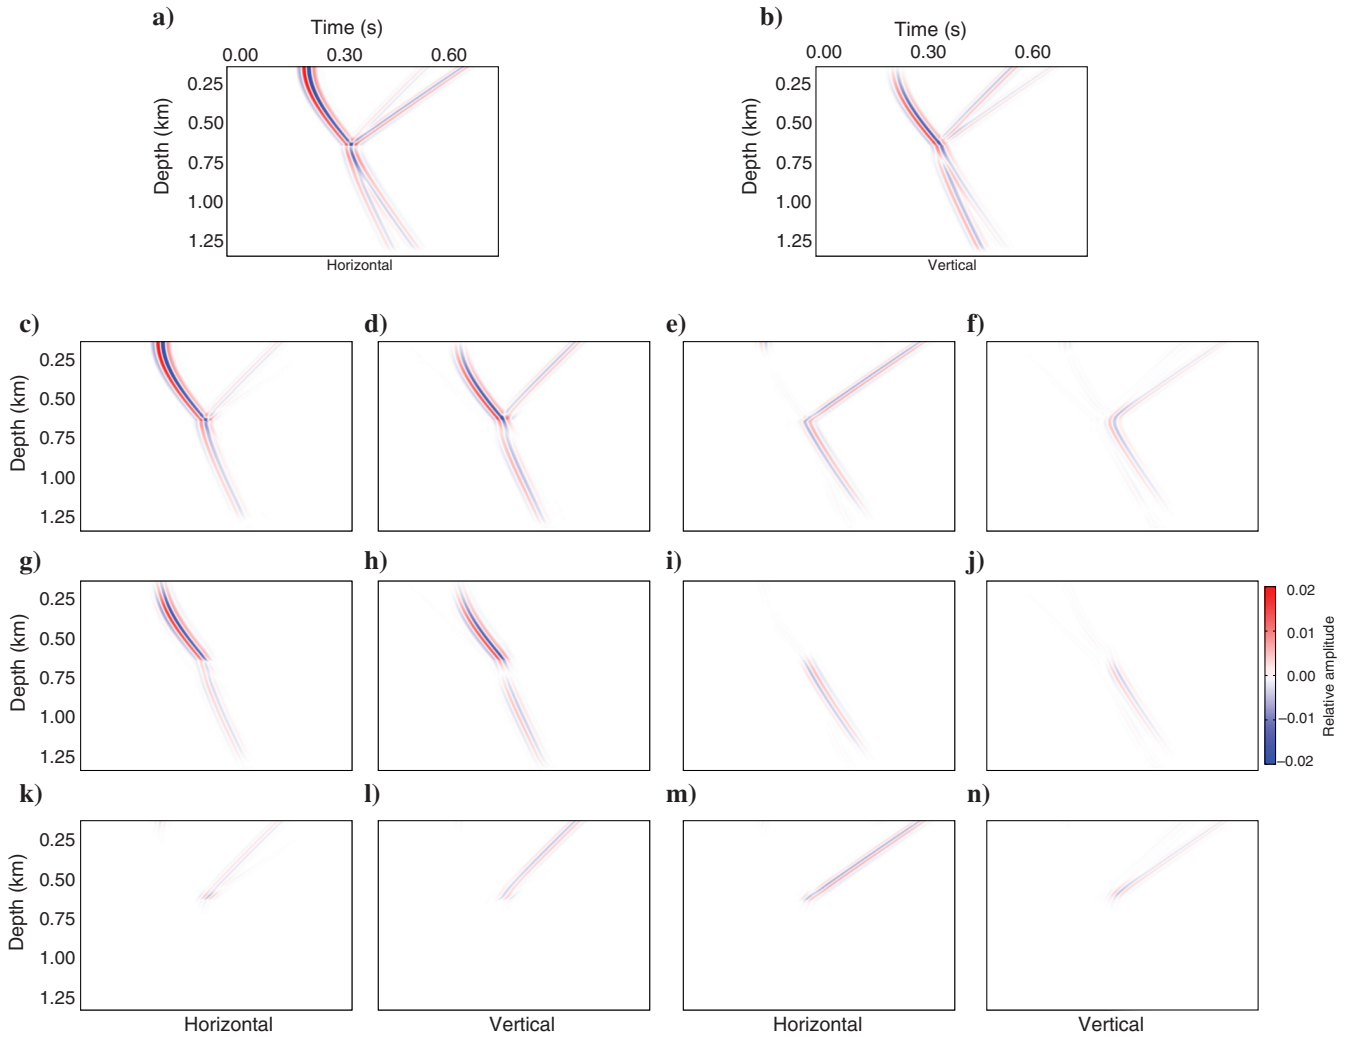 a)
b)
Time (s)
Time (s)
0.00 0.30 0.60
0.00 0.30 0.60
Depth (km)
0.25
0.50
0.75
1.00
1.25
Horizontal
Depth (km)
0.25
0.50
0.75
1.00
1.25
Vertical
c)
d)
e)
f)
Depth (km)
0.25
0.50
0.75
1.00
1.25
g)
h)
i)
j)
Depth (km)
0.25
0.50
0.75
1.00
1.25
0.02
0.01
0.00
−0.01
−0.02
Relative amplitude
k)
l)
m)
n)
Depth (km)
0.25
0.50
0.75
1.00
1.25
Horizontal
Vertical
Horizontal
Vertical